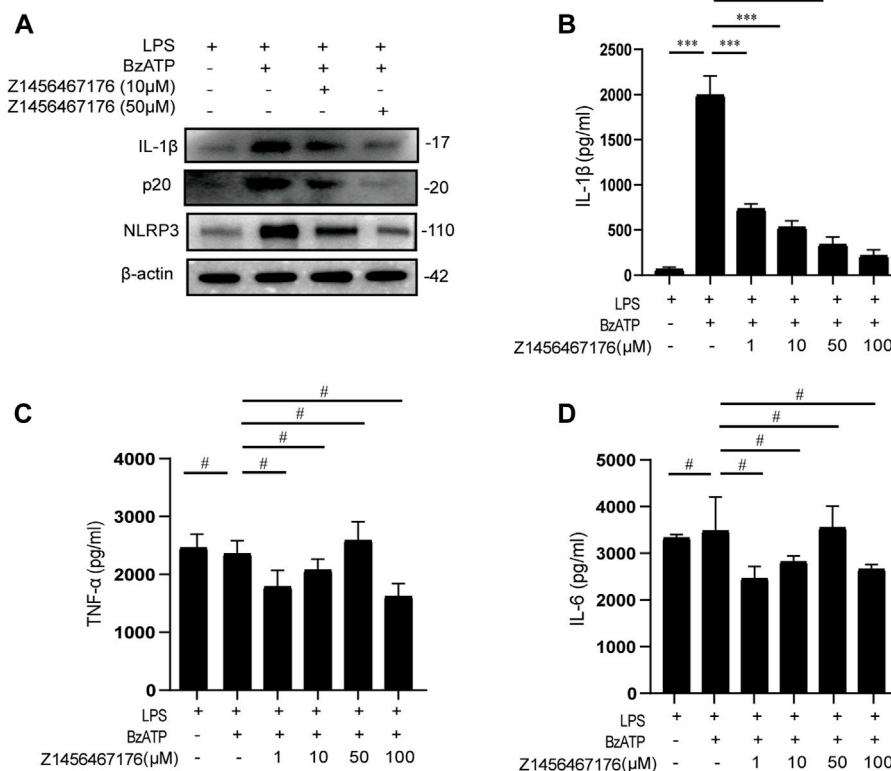 A
LPS + + + +
BzATP - + + +
Z1456467176 (10μM) - - + -
Z1456467176 (50μM) - - - +
IL-1β -17
p20 -20
NLRP3 -110
β-actin -42
B
***
*** ***
2500
2000
1500
1000
500
0
IL-1β (pg/ml)
LPS + + + + + +
BzATP - + + + + +
Z1456467176(μM) - - 1 10 50 100
C
#
#
#
# #
4000
3000
2000
1000
0
TNF-α (pg/ml)
LPS + + + + + +
BzATP - + + + + +
Z1456467176(μM) - - 1 10 50 100
D
#
#
#
# #
5000
4000
3000
2000
1000
0
IL-6 (pg/ml)
LPS + + + + + +
BzATP - + + + + +
Z1456467176(μM) - - 1 10 50 100